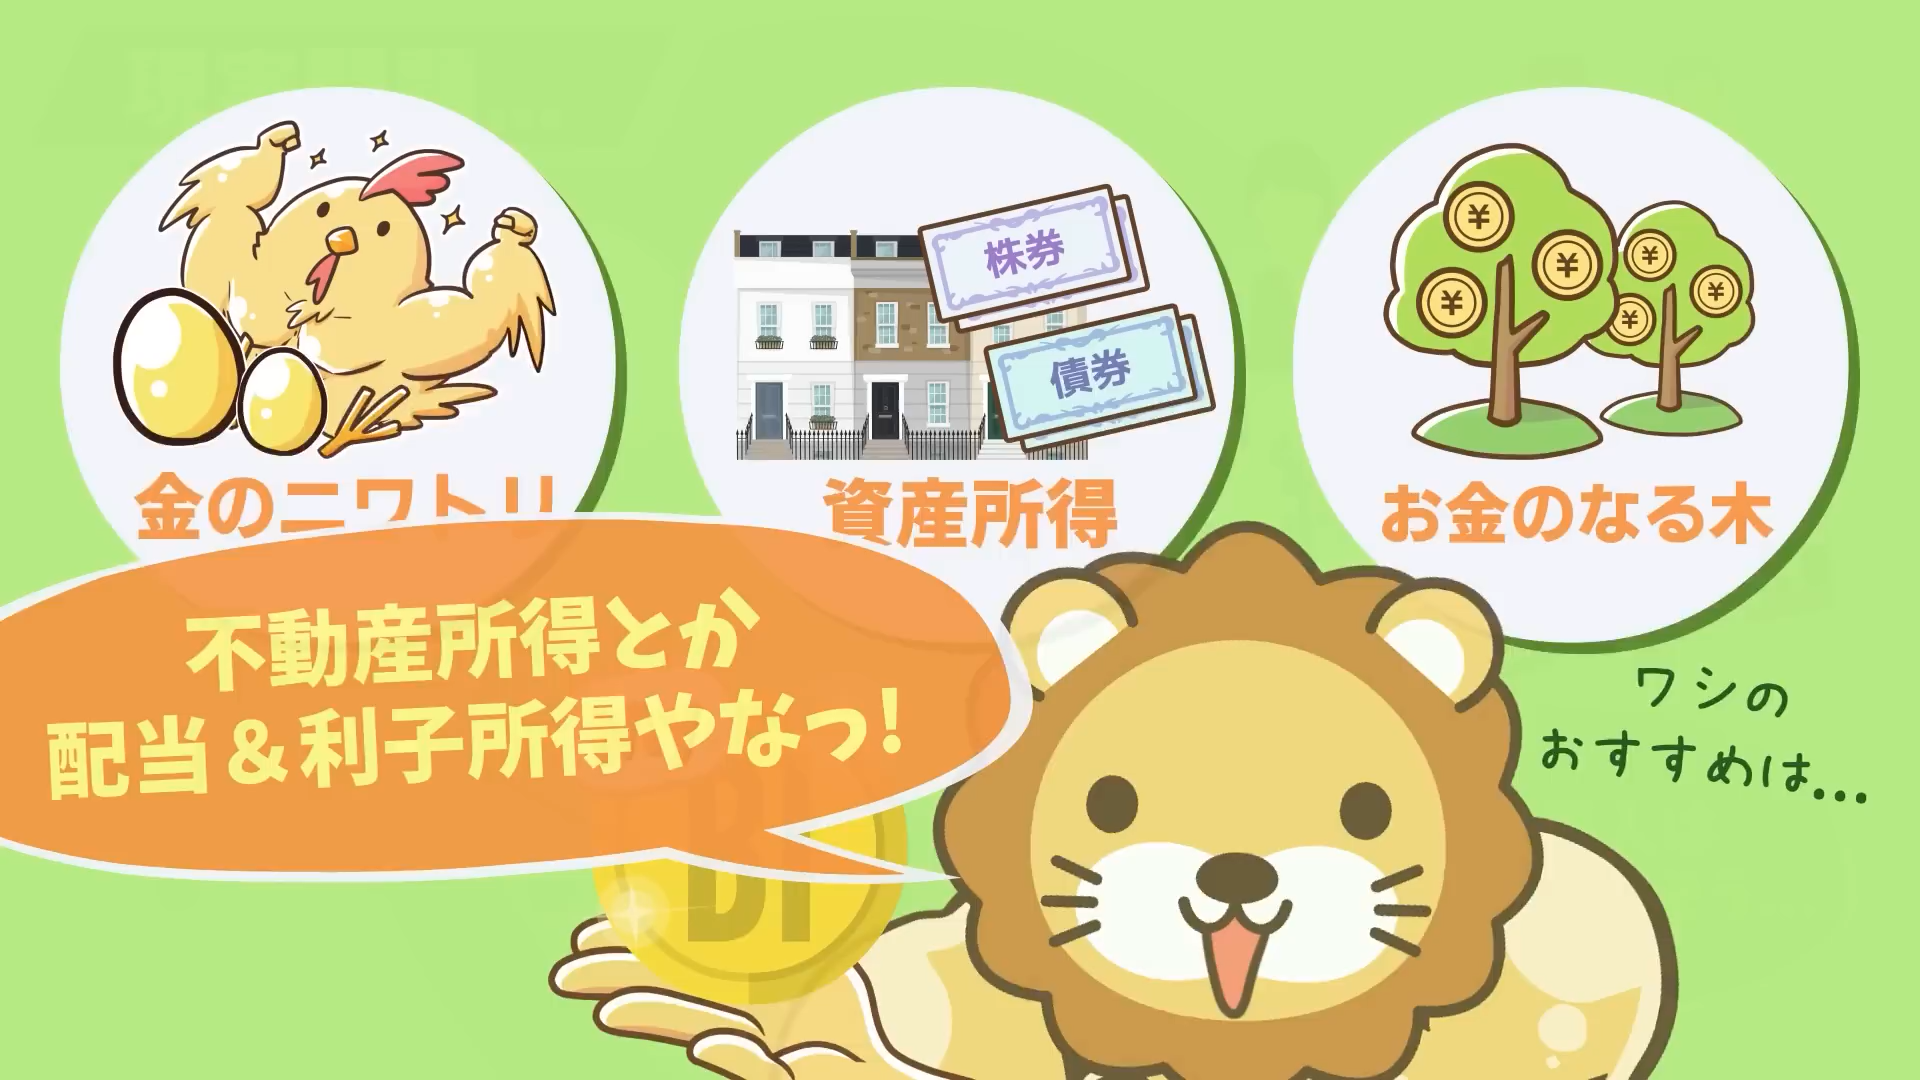 株券
債券
¥
¥
¥
¥
¥
¥
金のニワトリ
資産所得
お金のなる木
不動産所得とか
配当&利子所得やなっ!
ワシの
おすすめは...
BI